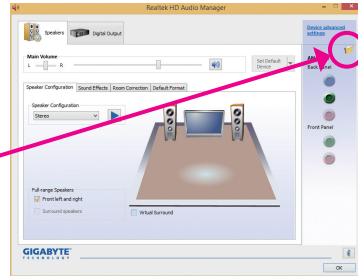 Realtek HD Audio Manager
Speakers
Digital Output
Device advanced
settings
Main Volume
L
R
Set Default
Device
Back Panel
Speaker Configuration
Sound Effects
Room Correction
Default Format
Speaker Configuration
Stereo
Front Panel
Full-range Speakers
Front left and right
Surround speakers
Virtual Surround
GIGABYTE
TECHNOLOGY
OK